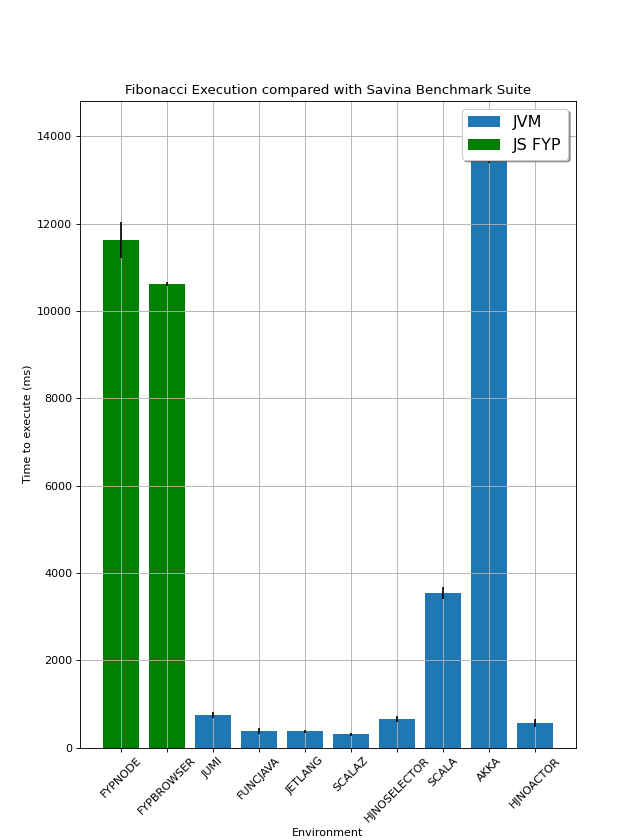 Fibonacci Execution compared with Savina Benchmark Suite
JVM
JS FYP
Time to execute (ms)
14000
12000
10000
8000
6000
4000
2000
0
FYPNODE
FYPBROWSER
JUMI
FUNCJAVA
JETLANG
SCALAZ
HJNOSELECTOR
SCALA
AKKA
HJNOACTOR
Environment